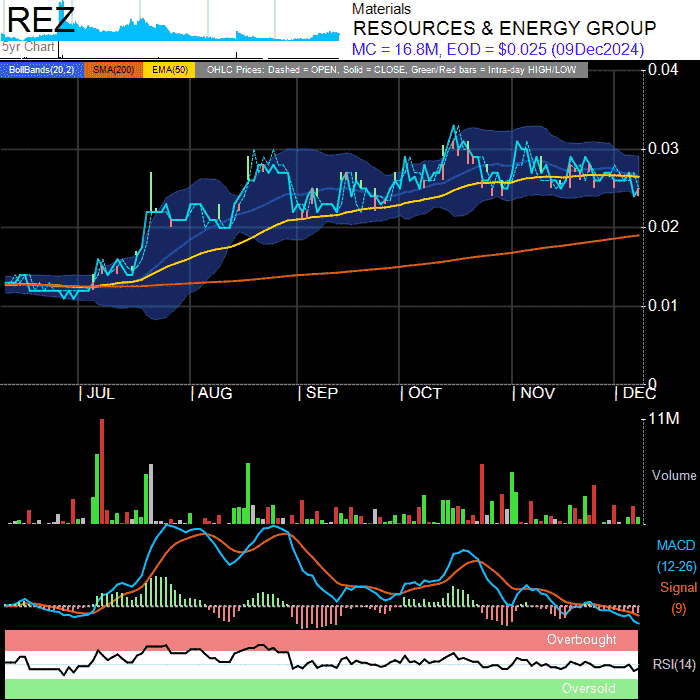 REZ
5yr Chart
Materials
RESOURCES & ENERGY GROUP
MC = 16.8M, EOD = $0.025 (09Dec2024)
BollBands(20,2) SMA(200) EMA(50) OHLC Prices: Dashed = OPEN, Solid = CLOSE, Green/Red bars = Intra-day HIGH/LOW
0.04
0.03
0.02
0.01
0
JUL AUG SEP OCT NOV DEC
11M
Volume
MACD
(12-26)
Signal
(9)
Overbought
RSI(14)
Oversold